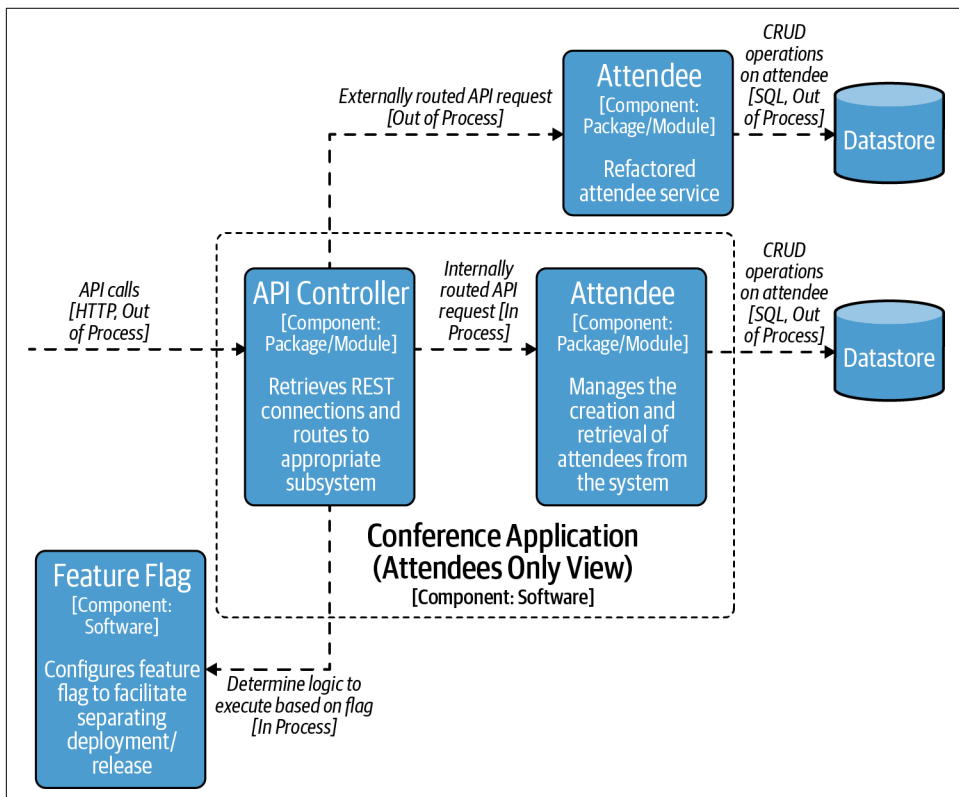 CRUD
operations
on attendee
[SQL, Out
of Process]
Attendee
[Component:
Package/Module]
Refactored
attendee service
Externally routed API request
[Out of Process]
Datastore
API calls
[HTTP, Out
of Process]
API Controller
[Component:
Package/Module]
Retrieves REST
connections and
routes to
appropriate
subsystem
Internally
routed API
request [In
Process]
Attendee
[Component:
Package/Module]
Manages the
creation and
retrieval of
attendees from
the system
CRUD
operations
on attendee
[SQL, Out
of Process]
Datastore
Conference Application
(Attendees Only View)
[Component: Software]
Feature Flag
[Component:
Software]
Configures feature
flag to facilitate
separating
deployment/
release
Determine logic to
execute based on flag
[In Process]